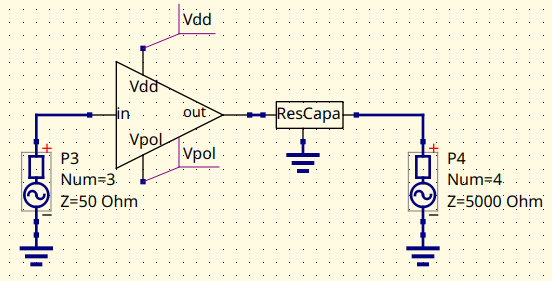 Vdd
Vdd
in
out
ResCapa
Vpol
Vpol
P3
Num=3
Z=50 Ohm
P4
Num=4
Z=5000 Ohm